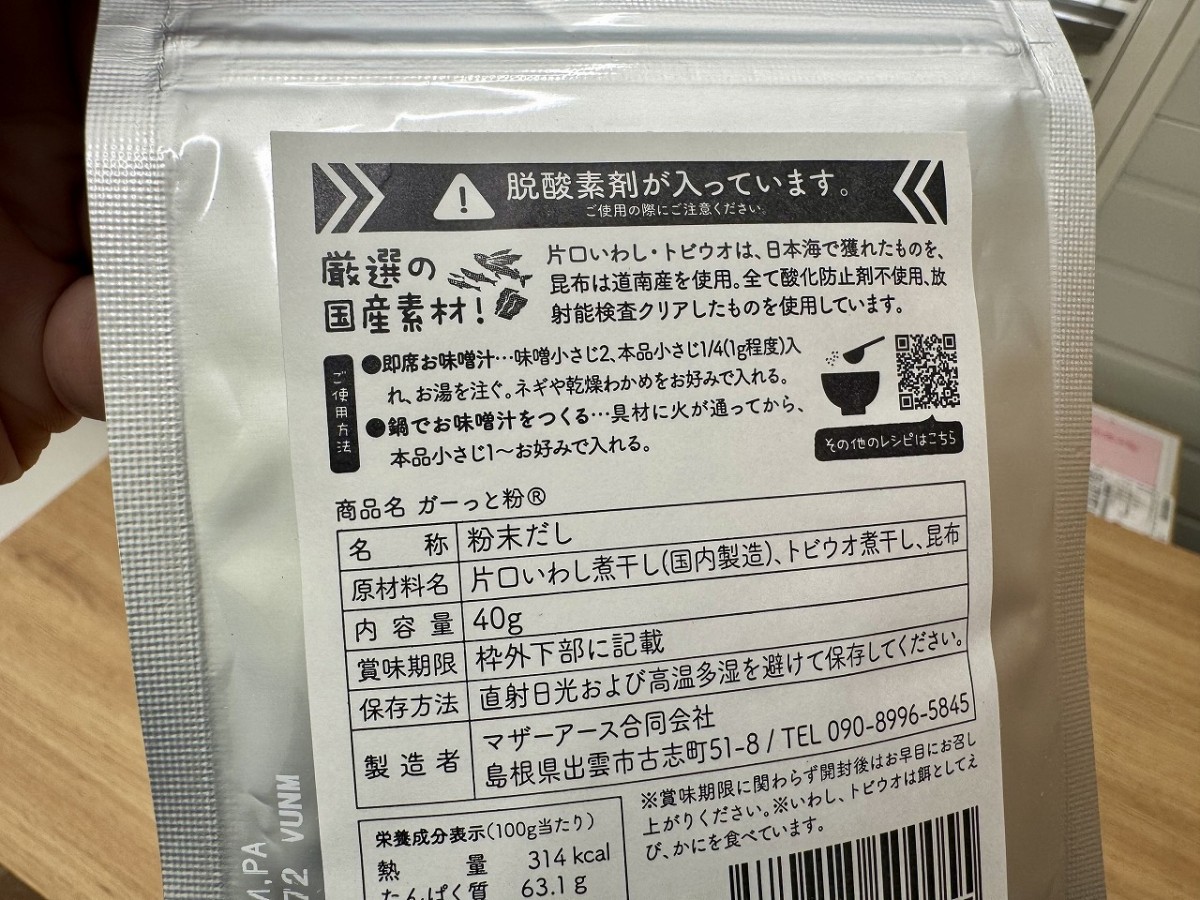 脱酸素剤が入っています。
ご使用の際にご注意ください。
厳選の
国産素材!
片口いわし・トビウオは、日本海で獲れたものを、
昆布は道南産を使用。全て酸化防止剤不使用、放
射能検査クリアしたものを使用しています。
ご使用方法
●即席お味噌汁…味噌小さじ2、本品小さじ1/4(1g程度)入
れ、お湯を注ぐ。ネギや乾燥わかめをお好みで入れる。
●鍋でお味噌汁をつくる…具材に火が通ってから、
本品小さじ1〜お好みで入れる。
その他のレシピはこちら
商品名 がーっと粉®
名称 粉末だし
原材料名 片口いわし煮干し(国内製造)、トビウオ煮干し、昆布
内容量 40g
賞味期限 枠外下部に記載
保存方法 直射日光および高温多湿を避けて保存してください。
製造者 マザーアース合同会社
島根県出雲市古志町51-8 / TEL 090-8996-5845
※賞味期限に関わらず開封後はお早目にお召し
上がりください。※いわし、トビウオは餌としてえ
び、かにを食べています。
栄養成分表示(100g当たり)
熱量 314 kcal
たんぱく質 63.1 g
VUNM
72
,PA